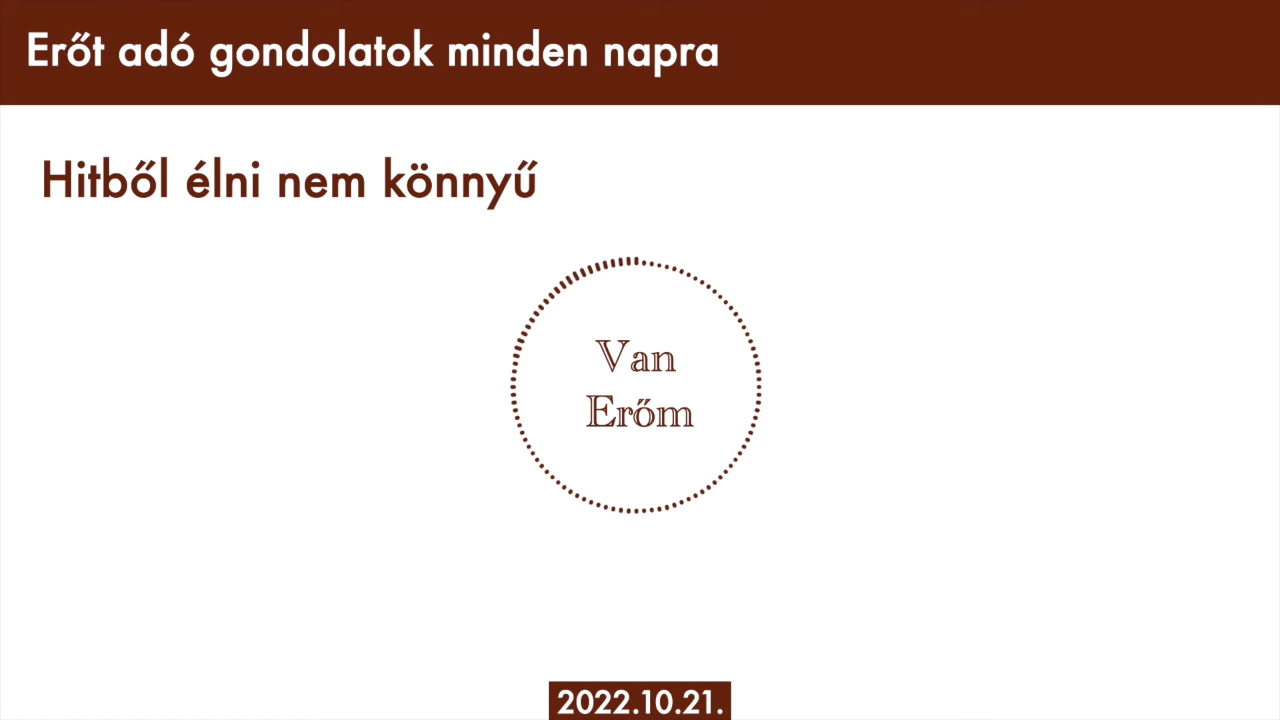 Erőt adó gondolatok minden napra
Hitből élni nem könnyű
Van
Erőm
2022.10.21.